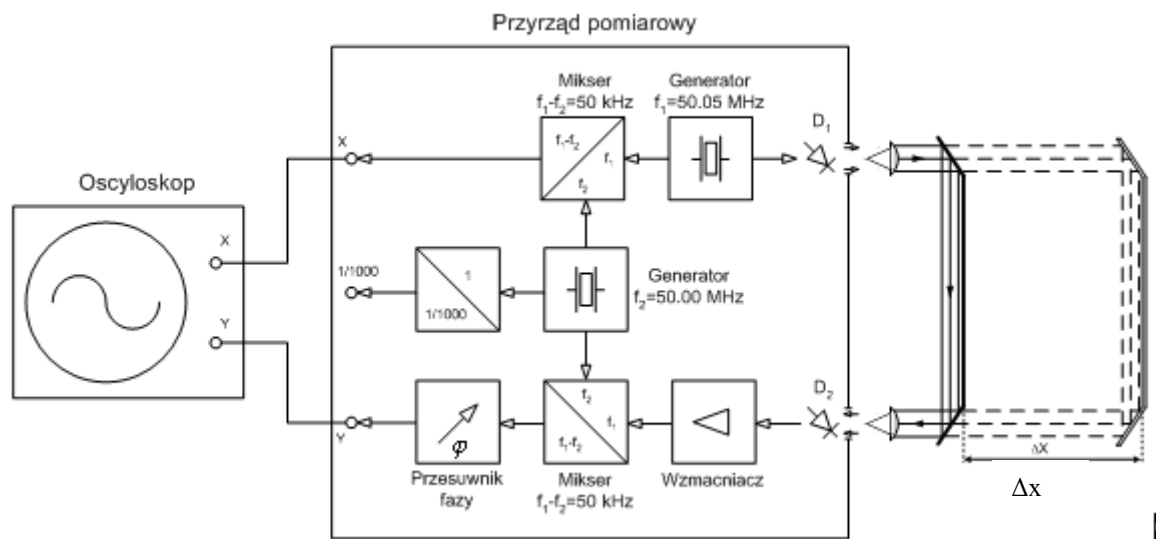 Przyrząd pomiarowy
Mikser
f₁-f₂=50 kHz
Generator
f₁=50.05 MHz
D₁
X
f₁-f₂
f₁
f₂
Oscyloskop
X
Y
1/1000
1
1/1000
Generator
f₂=50.00 MHz
D₂
Y
φ
f₂
f₁
f₁-f₂
Przesuwnik
fazy
Mikser
f₁-f₂=50 kHz
Wzmacniacz
ΔX
Δx